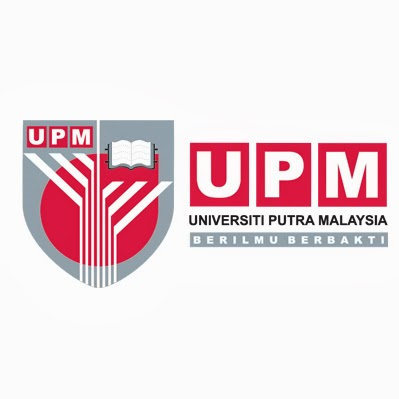 UPM
UPM
UNIVERSITI PUTRA MALAYSIA
BERILMU BERBAKTI